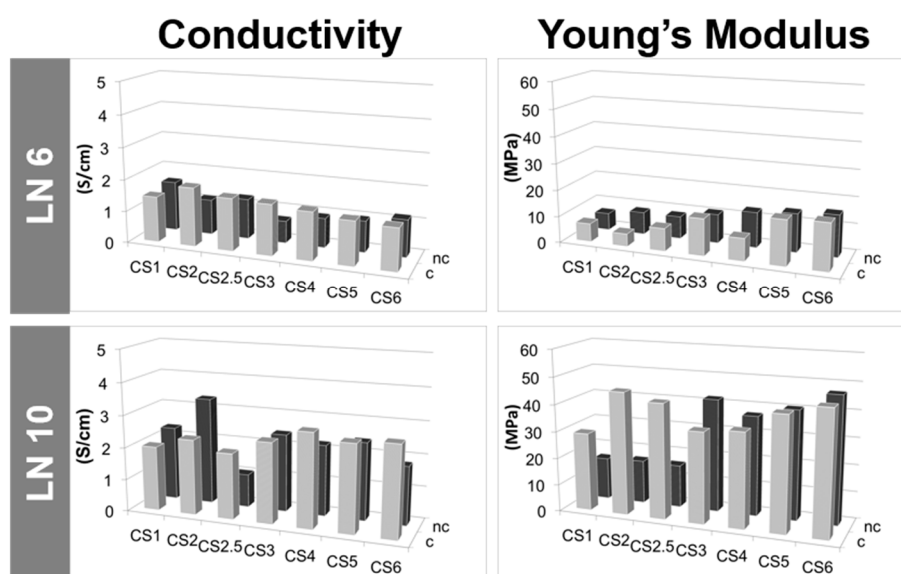 Conductivity
Young's Modulus
LN 6
5
4
3
2
1
0
(S/cm)
CS1
CS2
CS2.5
CS3
CS4
CS5
CS6
nc
c
60
50
40
30
20
10
0
(MPa)
CS1
CS2
CS2.5
CS3
CS4
CS5
CS6
nc
c
LN 10
5
4
3
2
1
0
(S/cm)
CS1
CS2
CS2.5
CS3
CS4
CS5
CS6
nc
c
60
50
40
30
20
10
0
(MPa)
CS1
CS2
CS2.5
CS3
CS4
CS5
CS6
nc
c